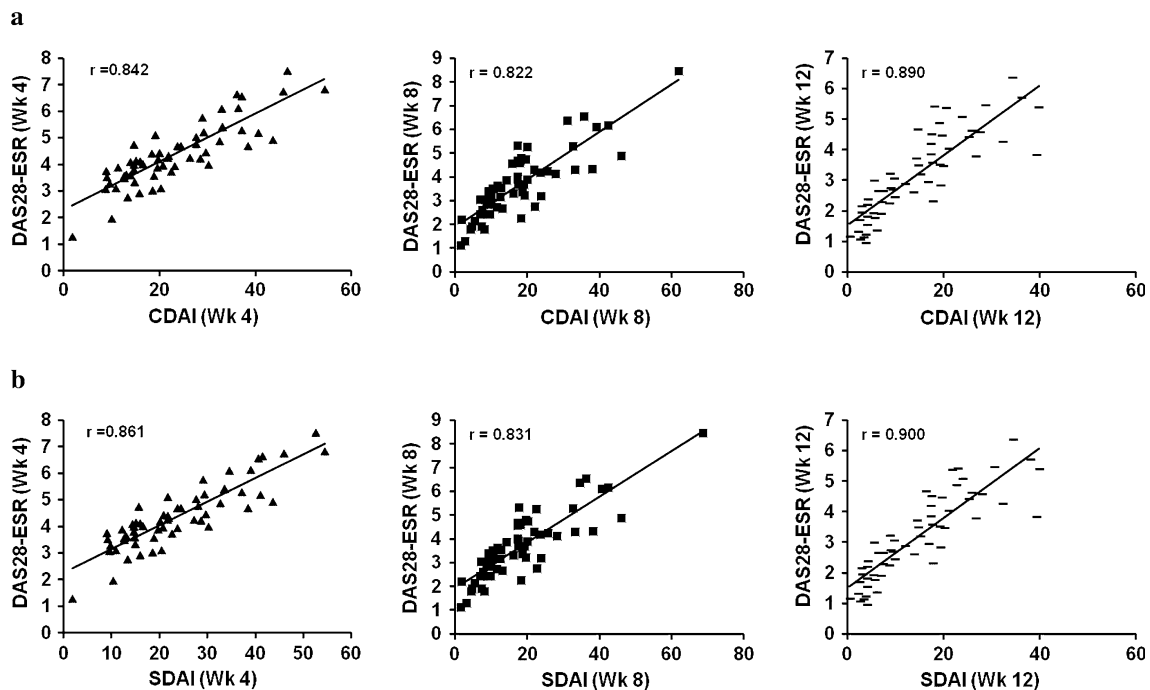 a
r =0.842
DAS28-ESR (Wk 4)
8
7
6
5
4
3
2
1
0
0 20 40 60
CDAI (Wk 4)
r = 0.822
DAS28-ESR (Wk 8)
9
8
7
6
5
4
3
2
1
0
0 20 40 60 80
CDAI (Wk 8)
r = 0.890
DAS28-ESR (Wk 12)
7
6
5
4
3
2
1
0
0 20 40 60
CDAI (Wk 12)
b
r =0.861
DAS28-ESR (Wk 4)
8
7
6
5
4
3
2
1
0
0 10 20 30 40 50 60
SDAI (Wk 4)
r = 0.831
DAS28-ESR (Wk 8)
9
8
7
6
5
4
3
2
1
0
0 20 40 60 80
SDAI (Wk 8)
r = 0.900
DAS28-ESR (Wk 12)
7
6
5
4
3
2
1
0
0 20 40 60
SDAI (Wk 12)